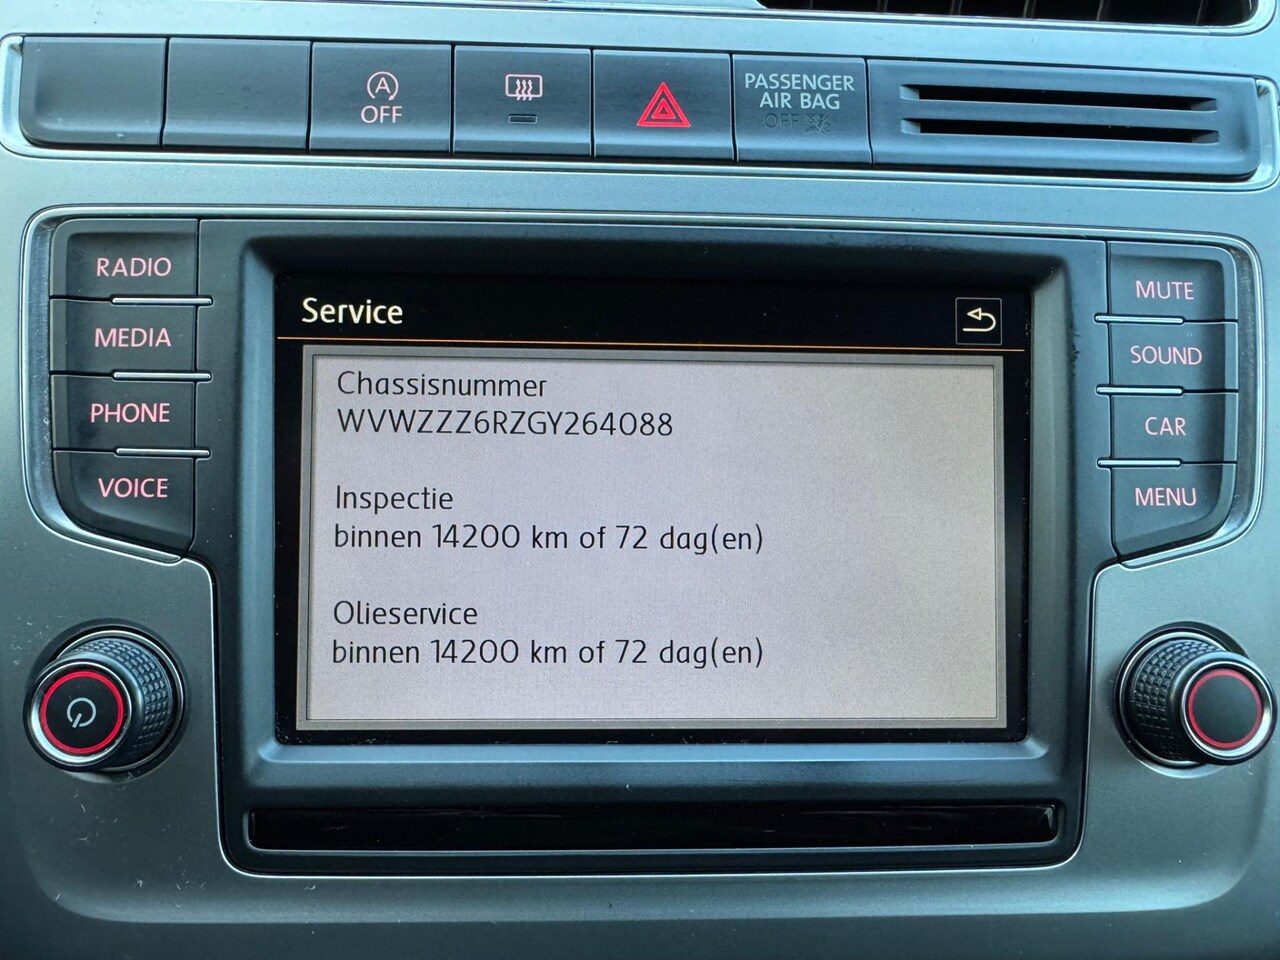 OFF
PASSENGER
AIR BAG
OFF
RADIO
MEDIA
PHONE
VOICE
Service
Chassisnummer
WVWZZZ6RZGY264088
Inspectie
binnen 14200 km of 72 dag(en)
Olieservice
binnen 14200 km of 72 dag(en)
MUTE
SOUND
CAR
MENU